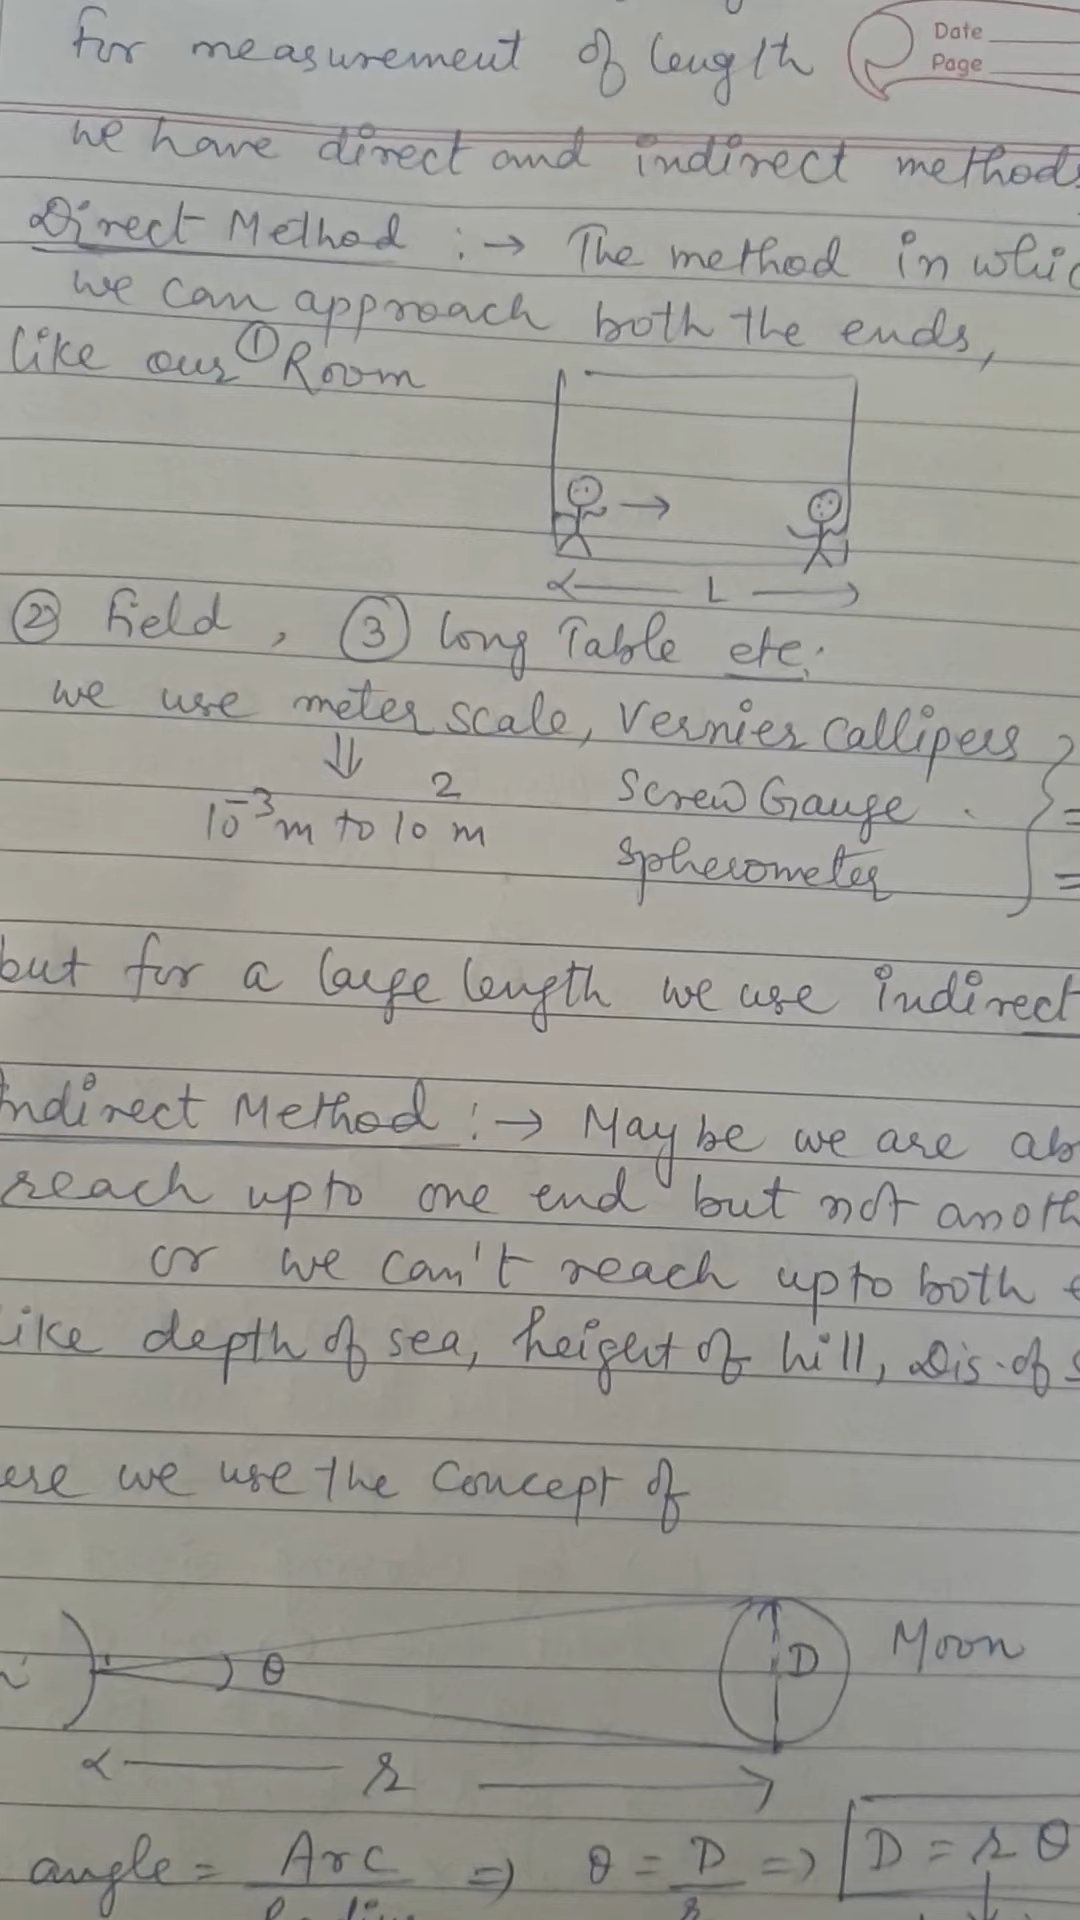 For measurement of length
Date
Page
we have direct and indirect methods
Direct Method :→ The method in whic
we can approach both the ends,
like our ① Room
← L →
② Field, ③ long Table etc.
we use meter scale, Vernier Callipers
⇓
10⁻³m to 10² m
Screw Gauge
Spherometer
but for a large length we use indirect
Indirect Method :→ May be we are ab
reach upto one end but not anoth
or we can't reach upto both
like depth of sea, height of hill, Dis. of s
ere we use the Concept of
θ
D
Moon
← r →
angle = Arc ⇒ θ = D/r ⇒ D = r θ